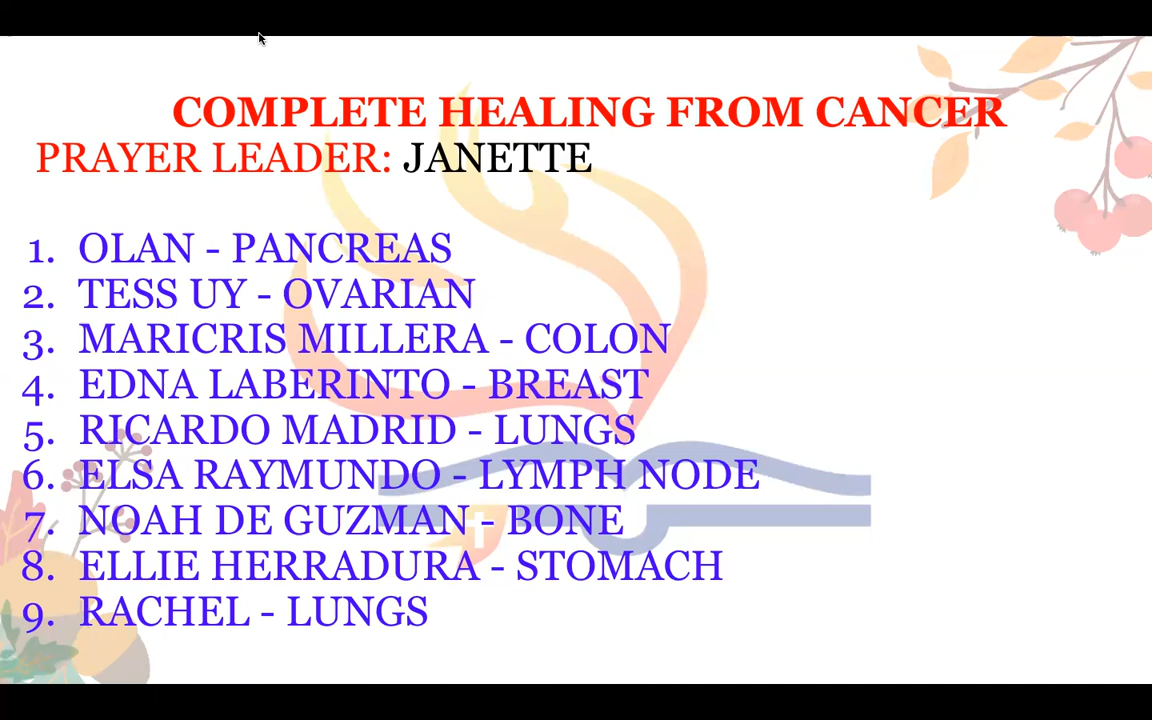 COMPLETE HEALING FROM CANCER
PRAYER LEADER: JANETTE
1. OLAN - PANCREAS
2. TESS UY - OVARIAN
3. MARICRIS MILLERA - COLON
4. EDNA LABERINTO - BREAST
5. RICARDO MADRID - LUNGS
6. ELSA RAYMUNDO - LYMPH NODE
7. NOAH DE GUZMAN - BONE
8. ELLIE HERRADURA - STOMACH
9. RACHEL - LUNGS